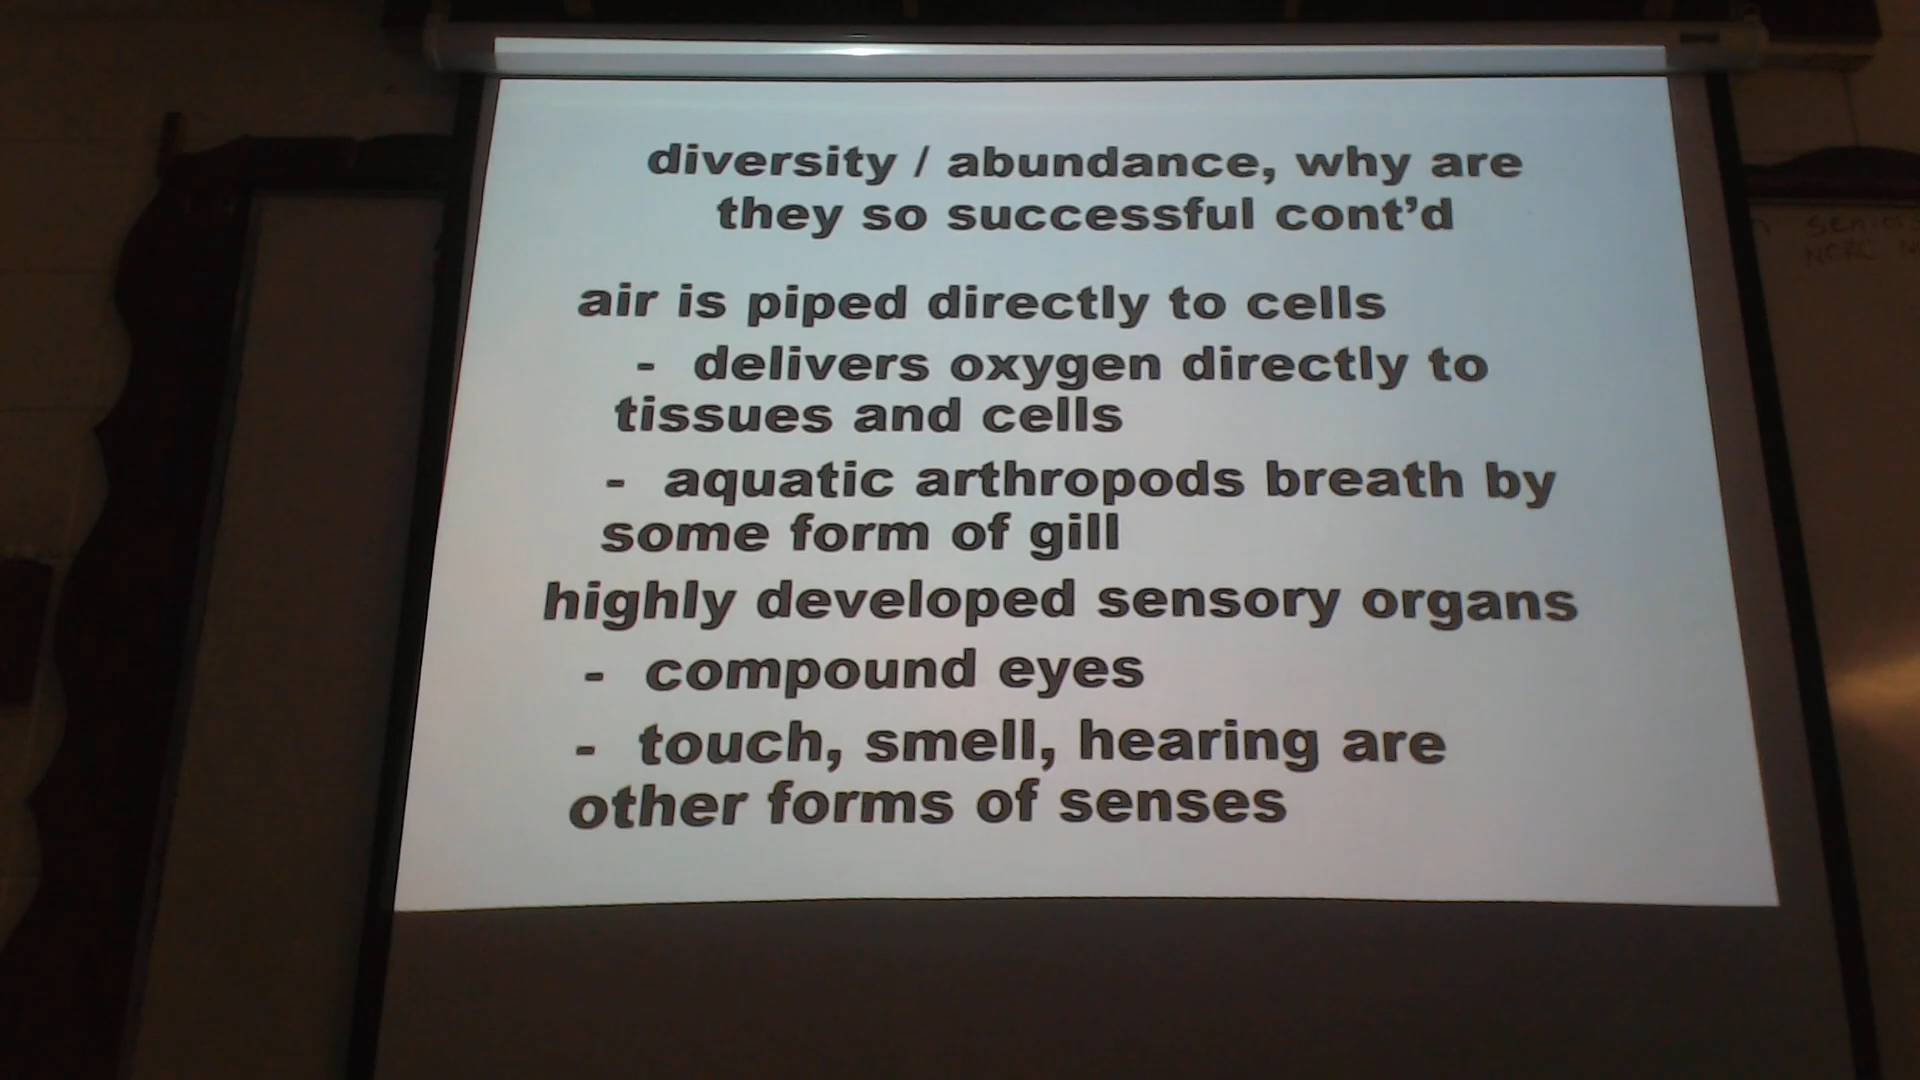 diversity / abundance, why are
they so successful cont'd
air is piped directly to cells
- delivers oxygen directly to
tissues and cells
- aquatic arthropods breath by
some form of gill
highly developed sensory organs
- compound eyes
- touch, smell, hearing are
other forms of senses